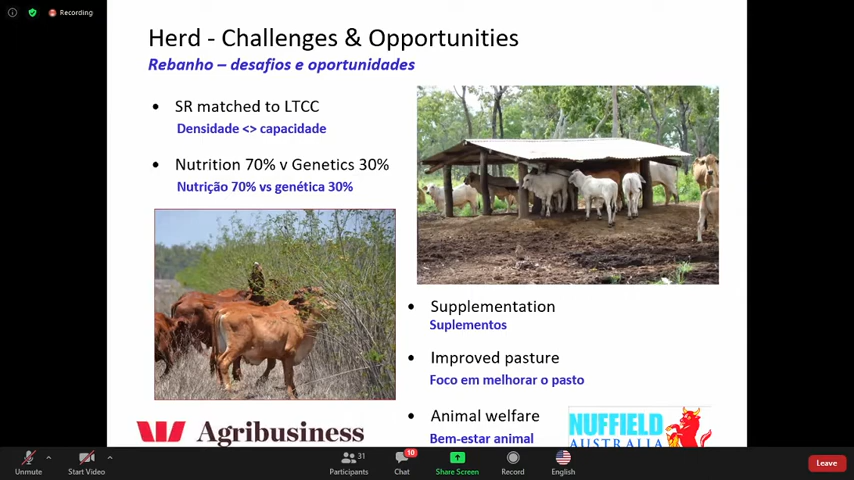 Recording
Herd - Challenges & Opportunities
Rebanho – desafios e oportunidades
• SR matched to LTCC
Densidade <> capacidade
• Nutrition 70% v Genetics 30%
Nutrição 70% vs genética 30%
• Supplementation
Suplementos
• Improved pasture
Foco em melhorar o pasto
• Animal welfare
Bem-estar animal
Agribusiness
NUFFIELD
AUSTRALIA
31
10
Unmute
Start Video
Participants
Chat
Share Screen
Record
English
Leave